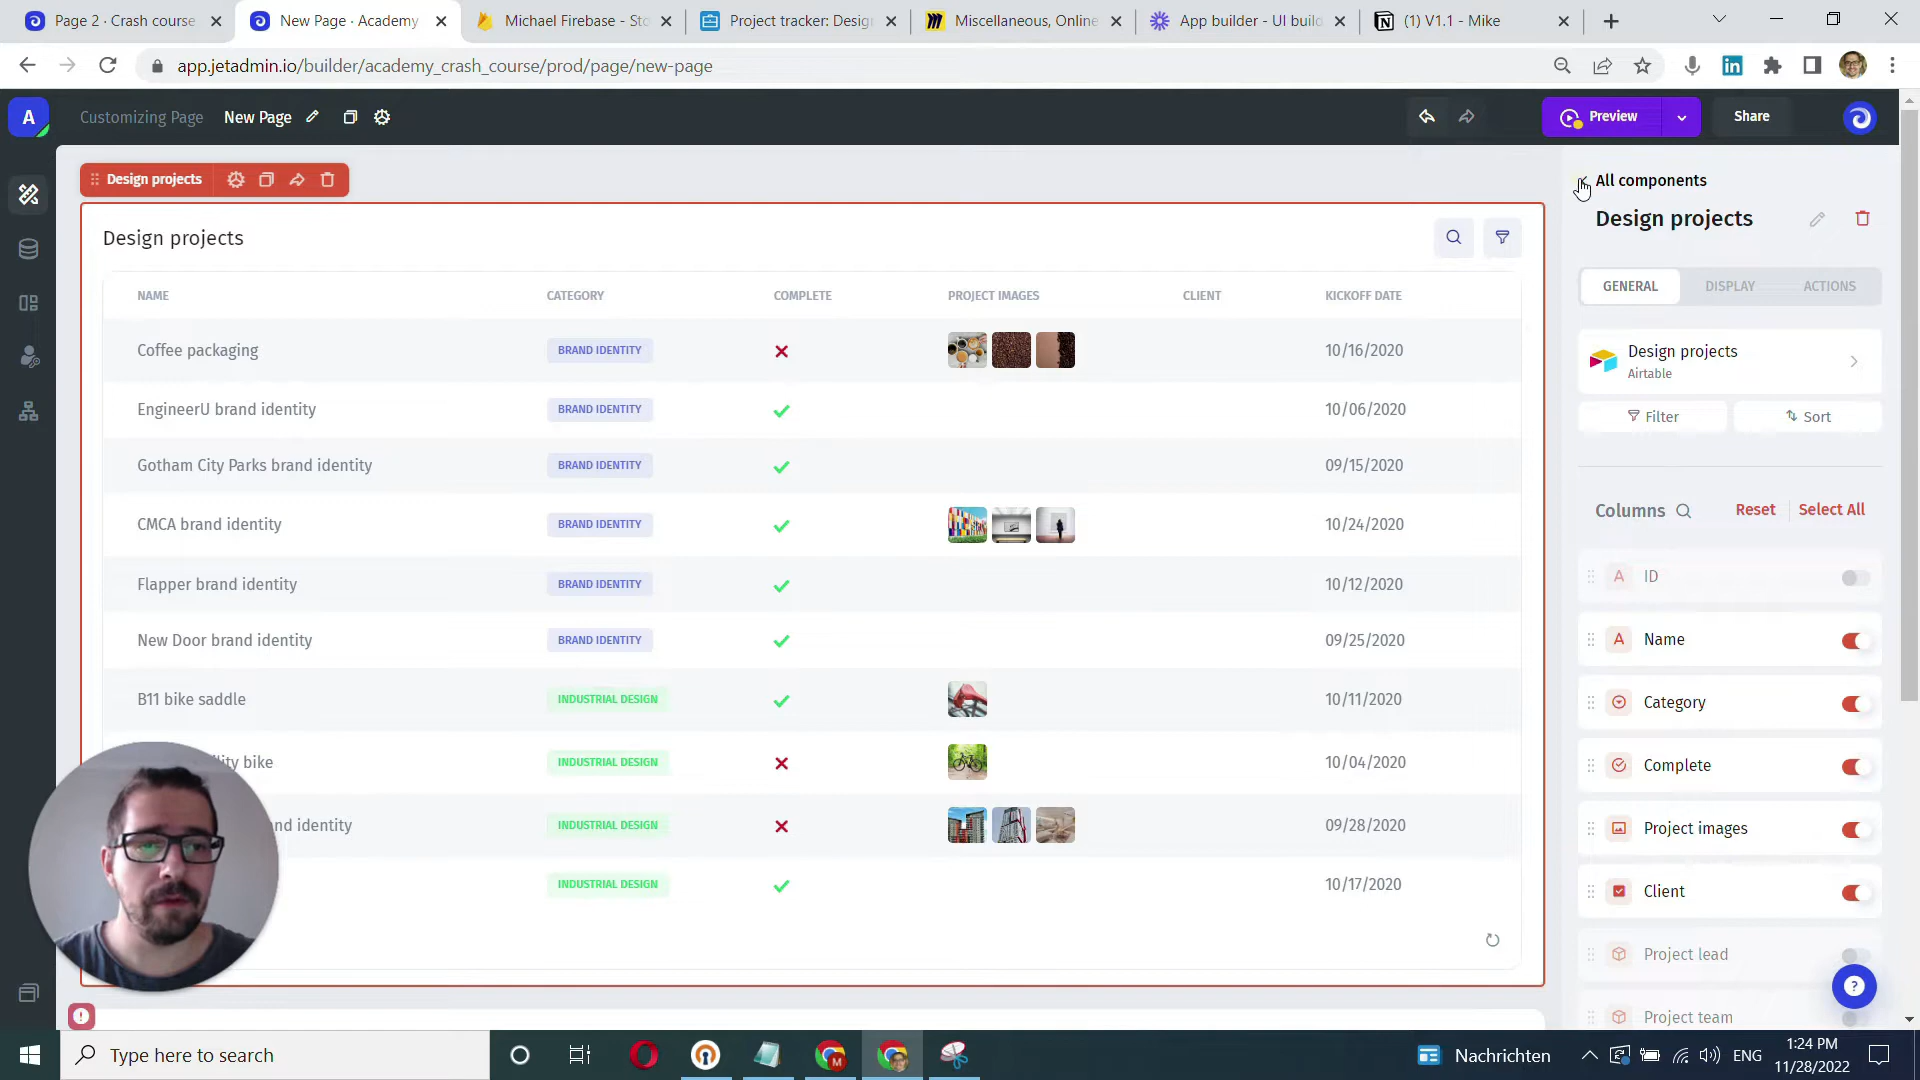 Page 2 · Crash course
New Page · Academy
Michael Firebase - Sto
Project tracker: Desig
Miscellaneous, Online
App builder - UI build
(1) V1.1 - Mike
app.jetadmin.io/builder/academy_crash_course/prod/page/new-page
A
Customizing Page
New Page
Preview
Share
Design projects
All components
Design projects
Design projects
GENERAL
DISPLAY
ACTIONS
NAME
CATEGORY
COMPLETE
PROJECT IMAGES
CLIENT
KICKOFF DATE
Coffee packaging
BRAND IDENTITY
10/16/2020
EngineerU brand identity
BRAND IDENTITY
10/06/2020
Gotham City Parks brand identity
BRAND IDENTITY
09/15/2020
CMCA brand identity
BRAND IDENTITY
10/24/2020
Flapper brand identity
BRAND IDENTITY
10/12/2020
New Door brand identity
BRAND IDENTITY
09/25/2020
B11 bike saddle
INDUSTRIAL DESIGN
10/11/2020
bike
INDUSTRIAL DESIGN
10/04/2020
identity
INDUSTRIAL DESIGN
09/28/2020
INDUSTRIAL DESIGN
10/17/2020
Design projects
Airtable
Filter
Sort
Columns
Reset
Select All
A
ID
A
Name
Category
Complete
Project images
Client
Project lead
Project team
?
Type here to search
Nachrichten
ENG
1:24 PM
11/28/2022